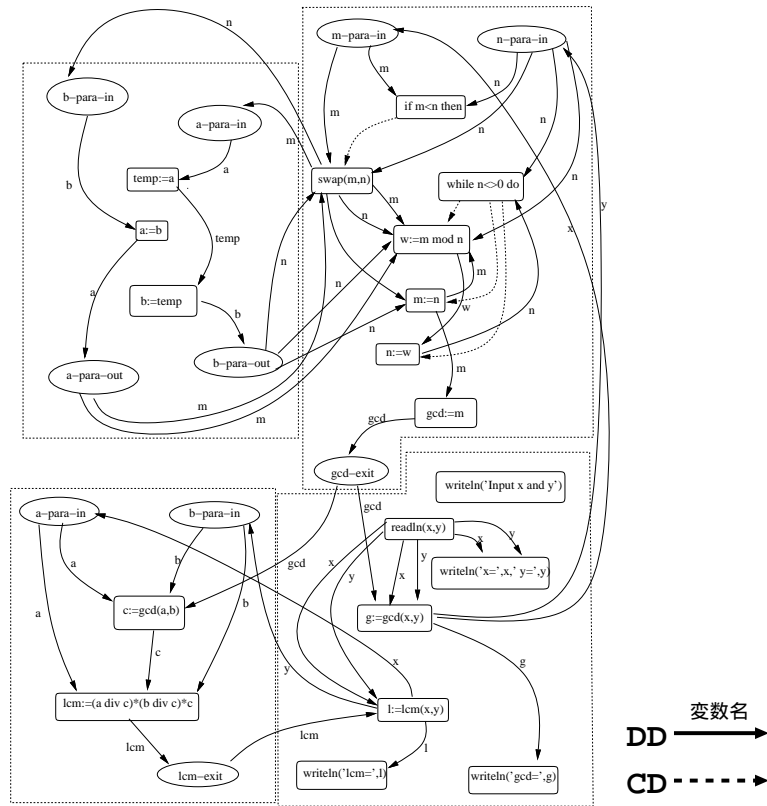 n
m-para-in
n-para-in
m
n
b-para-in
a-para-in
if m<n then
m
n
n
m
a
n
temp:=a
swap(m,n)
while n<>0 do
m
y
b
n
x
a:=b
w:=m mod n
temp
n
n
m
a
b:=temp
m:=n
b
w
n
n
n:=w
b-para-out
m
a-para-out
m
gcd:=m
m
gcd
gcd-exit
writeln('Input x and y')
gcd
a-para-in
b-para-in
readln(x,y)
x
y
a
b
gcd
x
y
x
y
writeln('x=',x,' y=',y)
c:=gcd(a,b)
g:=gcd(x,y)
a
b
c
x
g
y
lcm:=(a div c)*(b div c)*c
l:=lcm(x,y)
変数名
lcm
lcm
DD
l
lcm-exit
writeln('lcm=',l)
writeln('gcd=',g)
CD